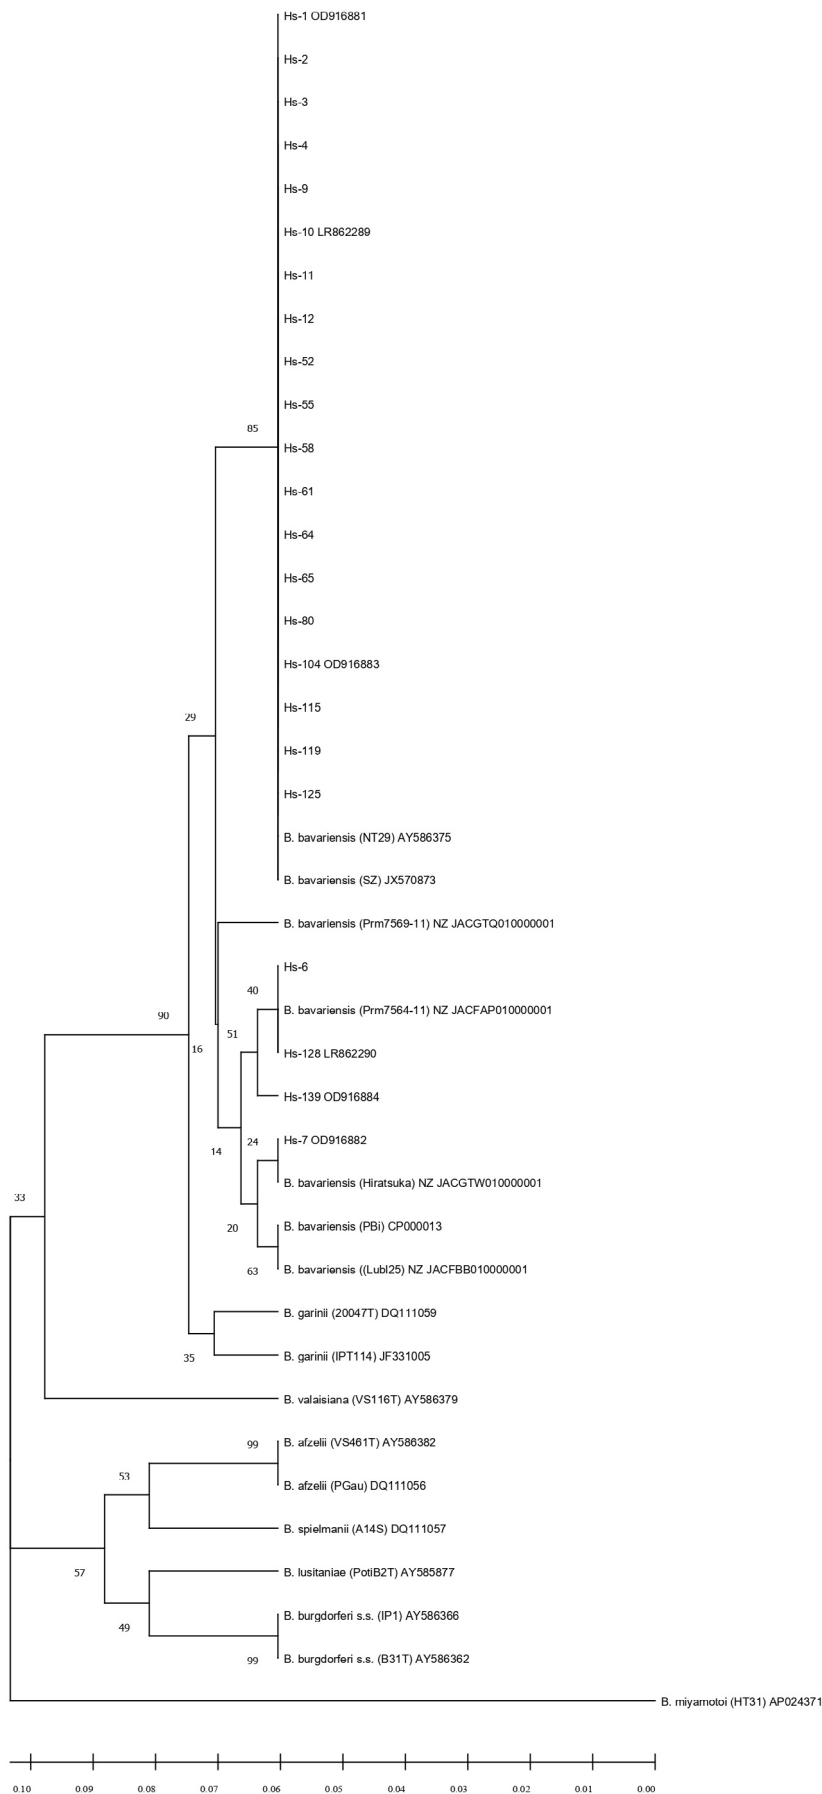 Hs-1 OD916881
Hs-2
Hs-3
Hs-4
Hs-9
Hs-10 LR862289
Hs-11
Hs-12
Hs-52
Hs-55
85
Hs-58
Hs-61
Hs-64
Hs-65
Hs-80
Hs-104 OD916883
Hs-115
29
Hs-119
Hs-125
B. bavariensis (NT29) AY586375
B. bavariensis (SZ) JX570873
B. bavariensis (Prm7569-11) NZ JACGTQ010000001
Hs-6
40
B. bavariensis (Prm7564-11) NZ JACFAP010000001
90
51
16
Hs-128 LR862290
Hs-139 OD916884
24
Hs-7 OD916882
14
B. bavariensis (Hiratsuka) NZ JACGTW010000001
33
20
B. bavariensis (PBi) CP000013
63
B. bavariensis ((Lubl25) NZ JACFBB010000001
B. garinii (20047T) DQ111059
35
B. garinii (IPT114) JF331005
B. valaisiana (VS116T) AY586379
99
B. afzelii (VS461T) AY586382
53
B. afzelii (PGau) DQ111056
B. spielmanii (A14S) DQ111057
57
B. lusitaniae (PotiB2T) AY585877
49
B. burgdorferi s.s. (IP1) AY586366
99
B. burgdorferi s.s. (B31T) AY586362
B. miyamotoi (HT31) AP024371
0.10 0.09 0.08 0.07 0.06 0.05 0.04 0.03 0.02 0.01 0.00